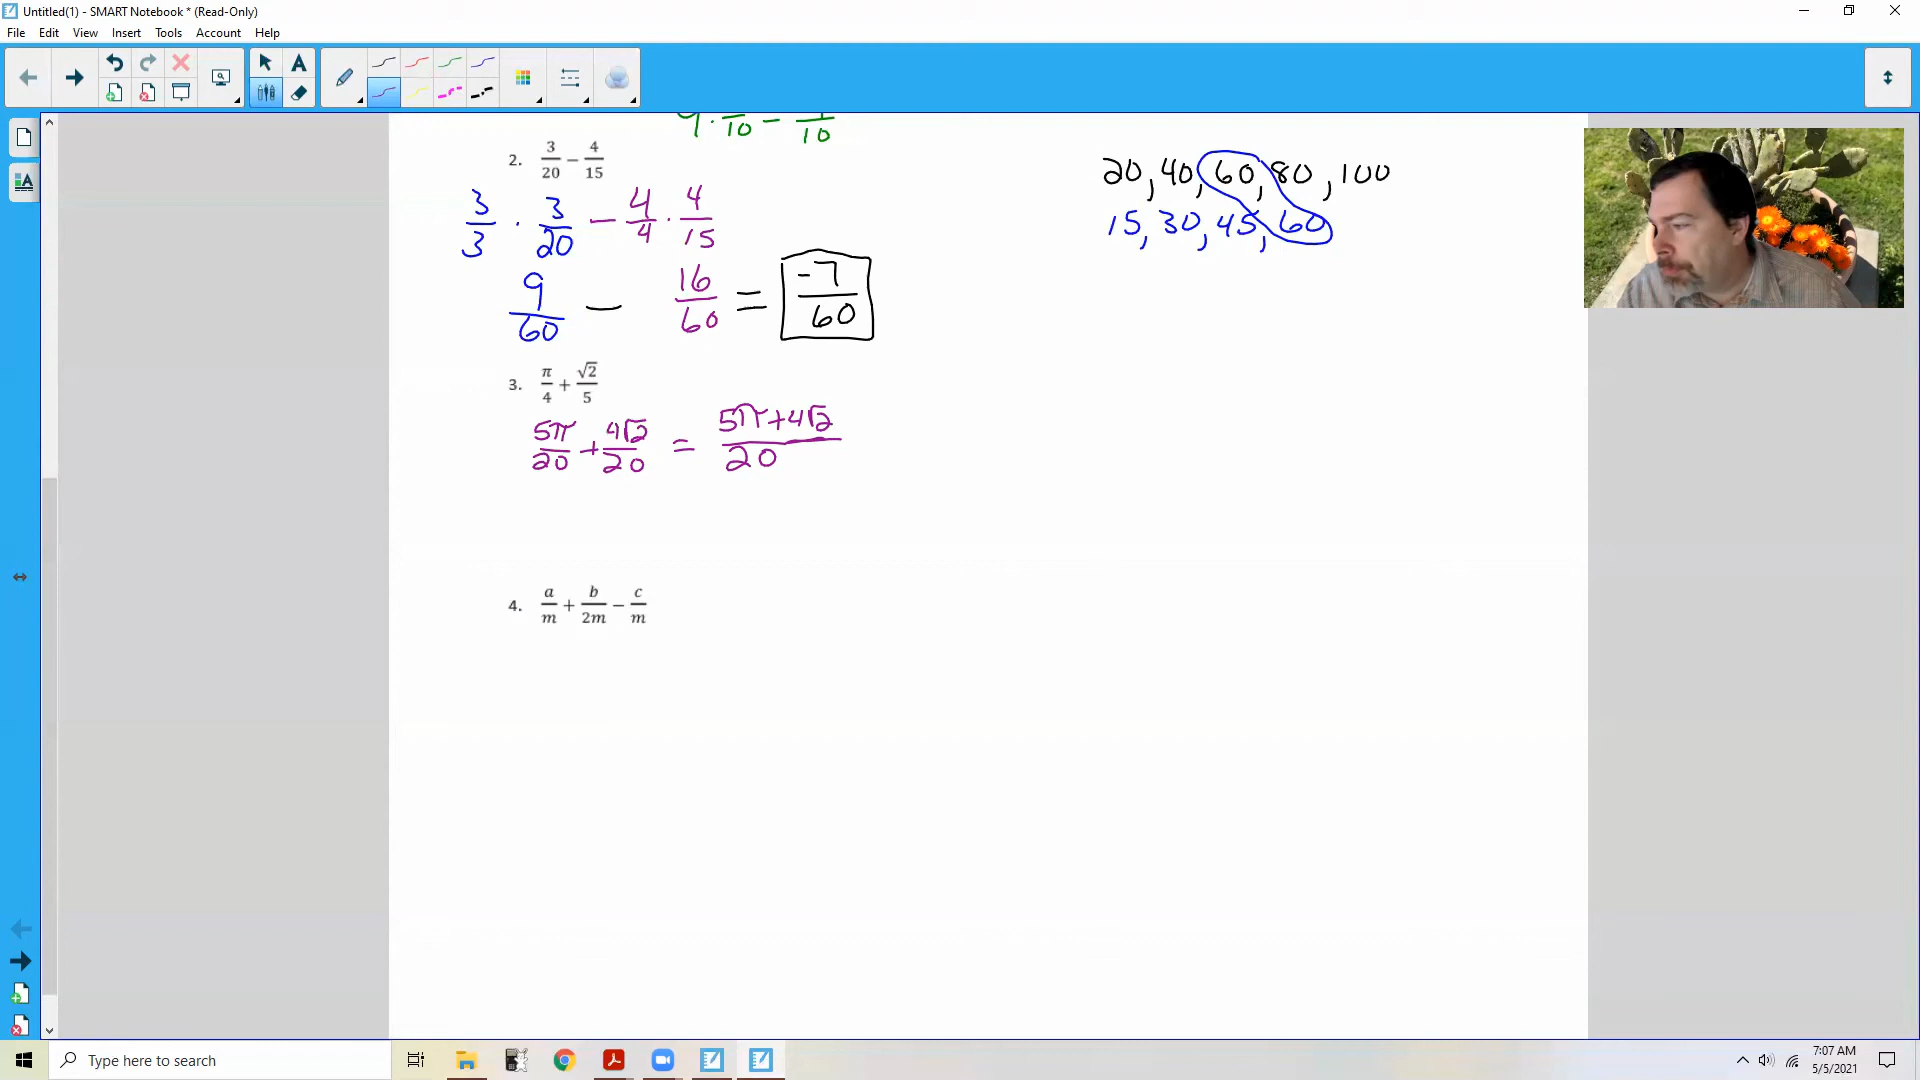 Untitled(1) - SMART Notebook * (Read-Only)
File Edit View Insert Tools Account Help
A
A
9 · /10 - /10
2. 3/20 − 4/15
3/3 · 3/20 - 4/4 · 4/15
9/60 - 16/60 = -7/60
20, 40, 60, 80, 100
15, 30, 45, 60
3. π/4 + √2/5
5π/20 + 4√2/20 = 5π+4√2/20
4. a/m + b/2m − c/m
Type here to search
7:07 AM
5/5/2021